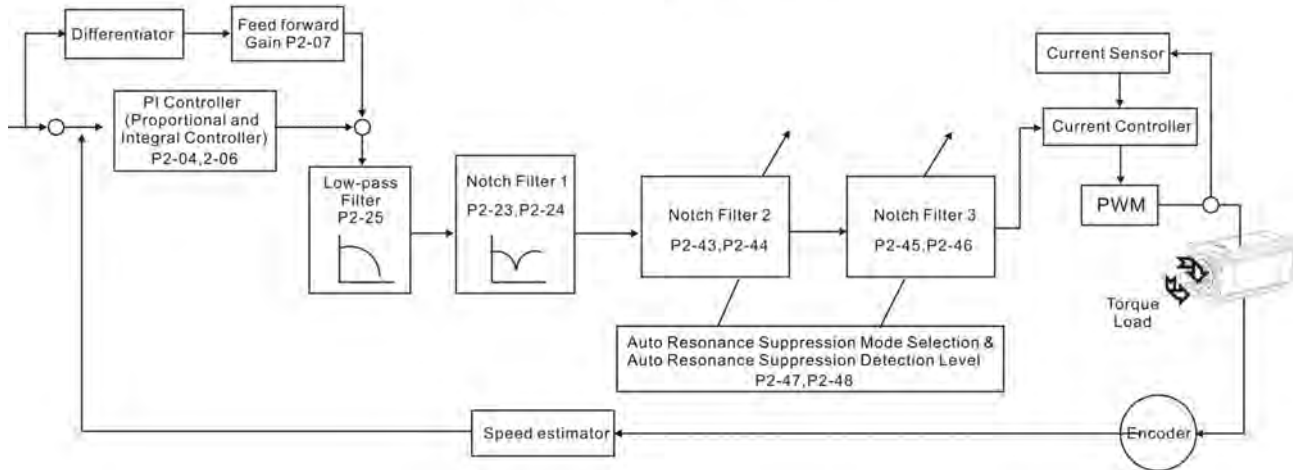 Differentiator
Feed forward
Gain P2-07
PI Controller
(Proportional and
Integral Controller)
P2-04,2-06
Low-pass
Filter
P2-25
Notch Filter 1
P2-23,P2-24
Notch Filter 2
P2-43,P2-44
Notch Filter 3
P2-45,P2-46
Current Sensor
Current Controller
PWM
Torque
Load
Auto Resonance Suppression Mode Selection &
Auto Resonance Suppression Detection Level
P2-47,P2-48
Speed estimator
Encoder